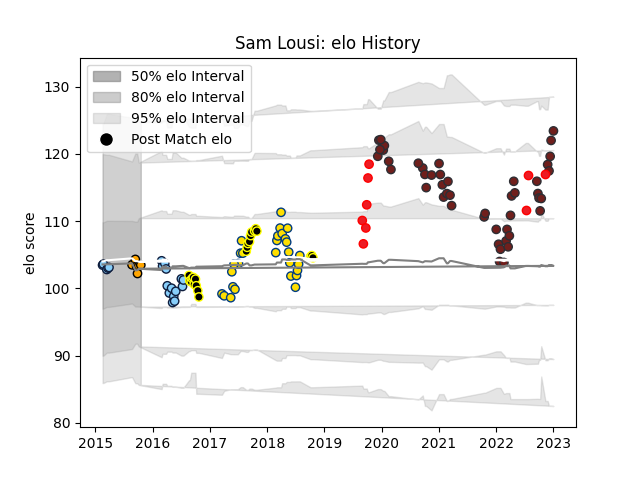 Sam Lousi: elo History
50% elo Interval
80% elo Interval
95% elo Interval
Post Match elo
elo score
130
120
110
100
90
80
2015 2016 2017 2018 2019 2020 2021 2022 2023